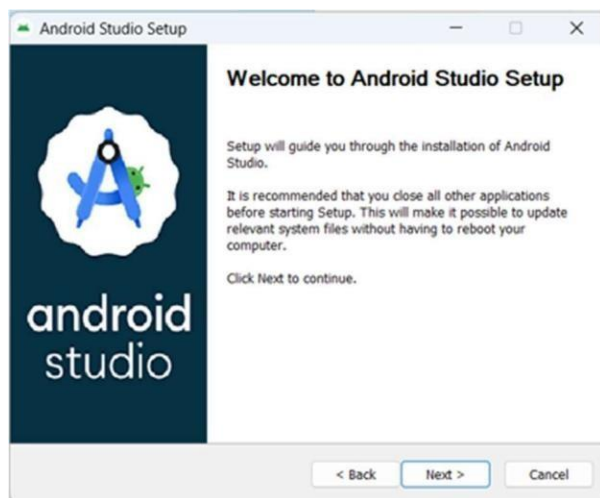 Android Studio Setup
Welcome to Android Studio Setup
Setup will guide you through the installation of Android
Studio.
It is recommended that you close all other applications
before starting Setup. This will make it possible to update
relevant system files without having to reboot your
computer.
Click Next to continue.
android
studio
< Back
Next >
Cancel